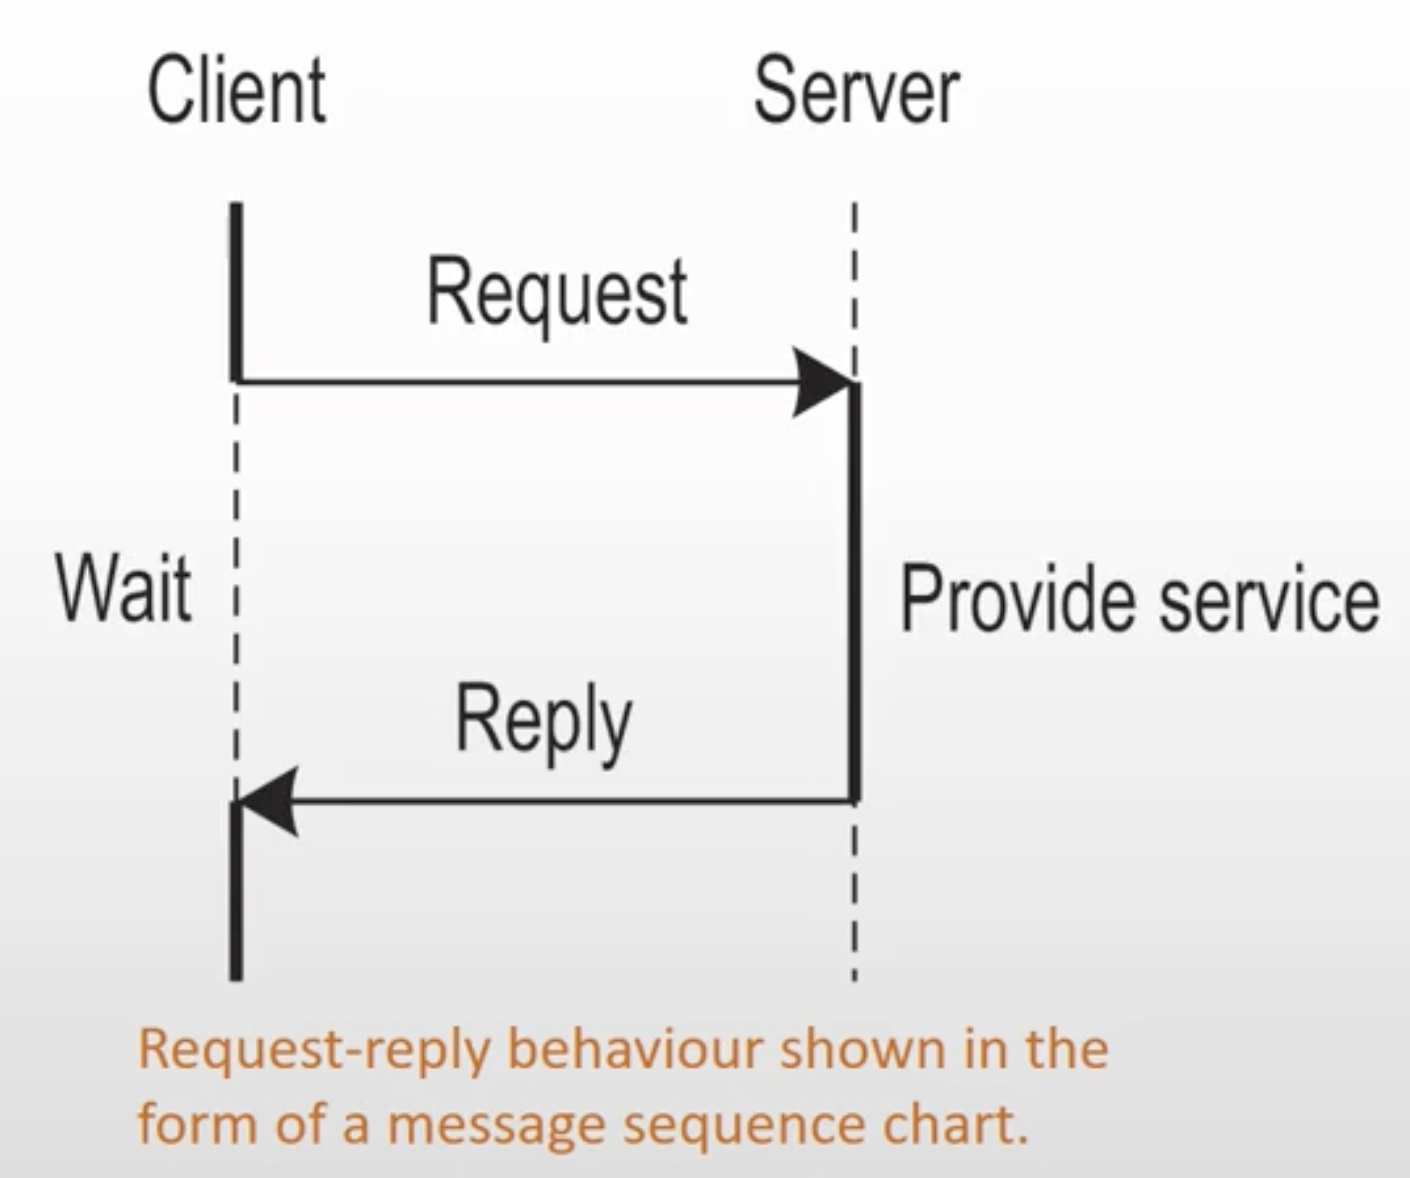 Client Server
Request
Wait
Provide service
Reply
Request-reply behaviour shown in the
form of a message sequence chart.